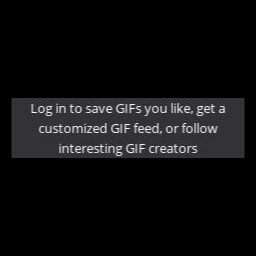 Log in to save GIFs you like, get a
customized GIF feed, or follow
interesting GIF creators